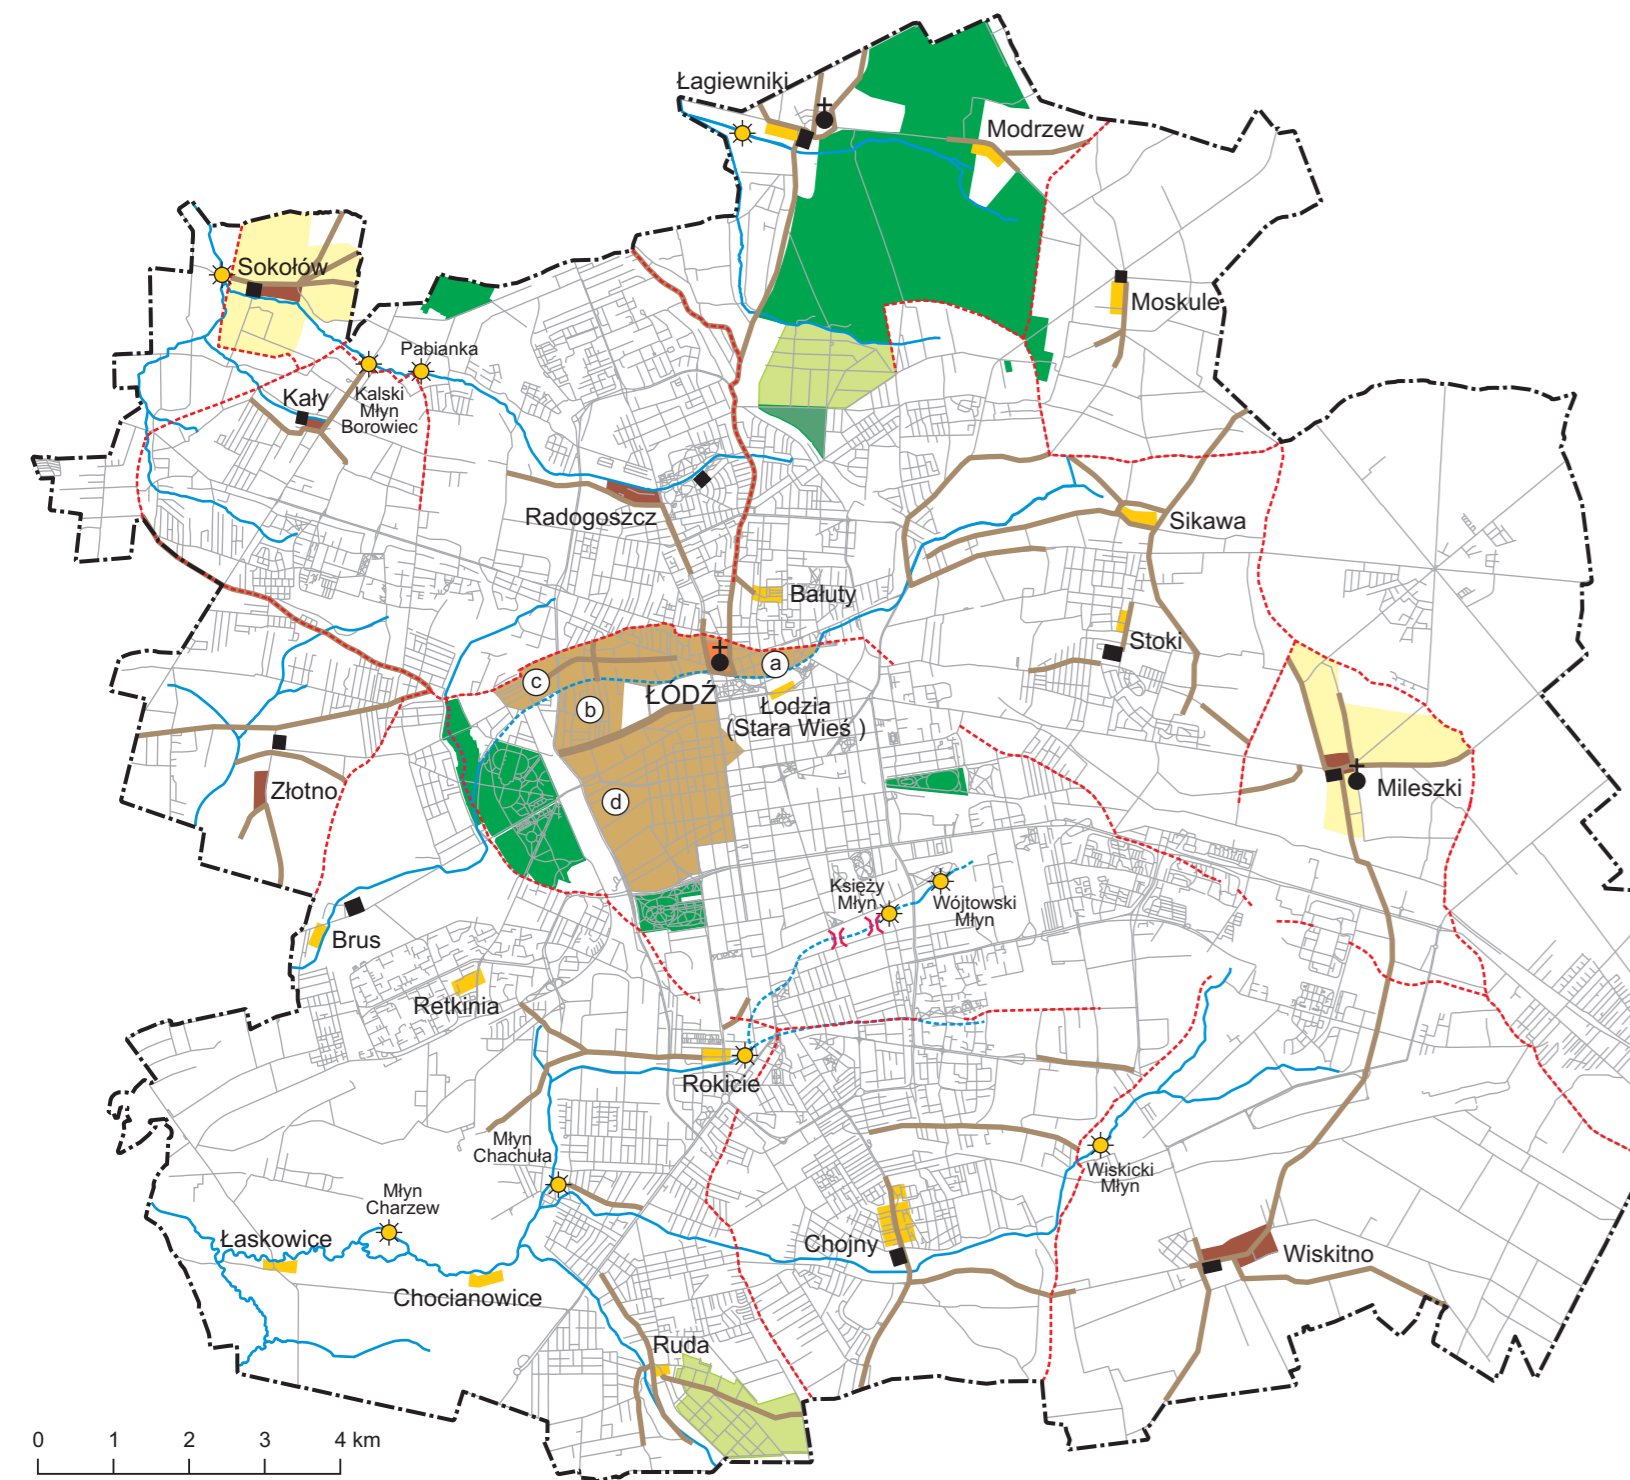 Łagiewniki
Modrzew
Sokołów
Moskule
Pabianka
Kały
Kalski
Młyn
Borowiec
Radogoszcz
Sikawa
Bałuty
Stoki
a
c
b
ŁÓDŹ
Łodzia
(Stara Wieś )
Złotno
d
Mileszki
Księży
Młyn
Wójtowski
Młyn
Brus
Retkinia
Rokicie
Młyn
Chachuła
Wiskicki
Młyn
Młyn
Charzew
Łaskowice
Chojny
Wiskitno
Chocianowice
Ruda
0 1 2 3 4 km